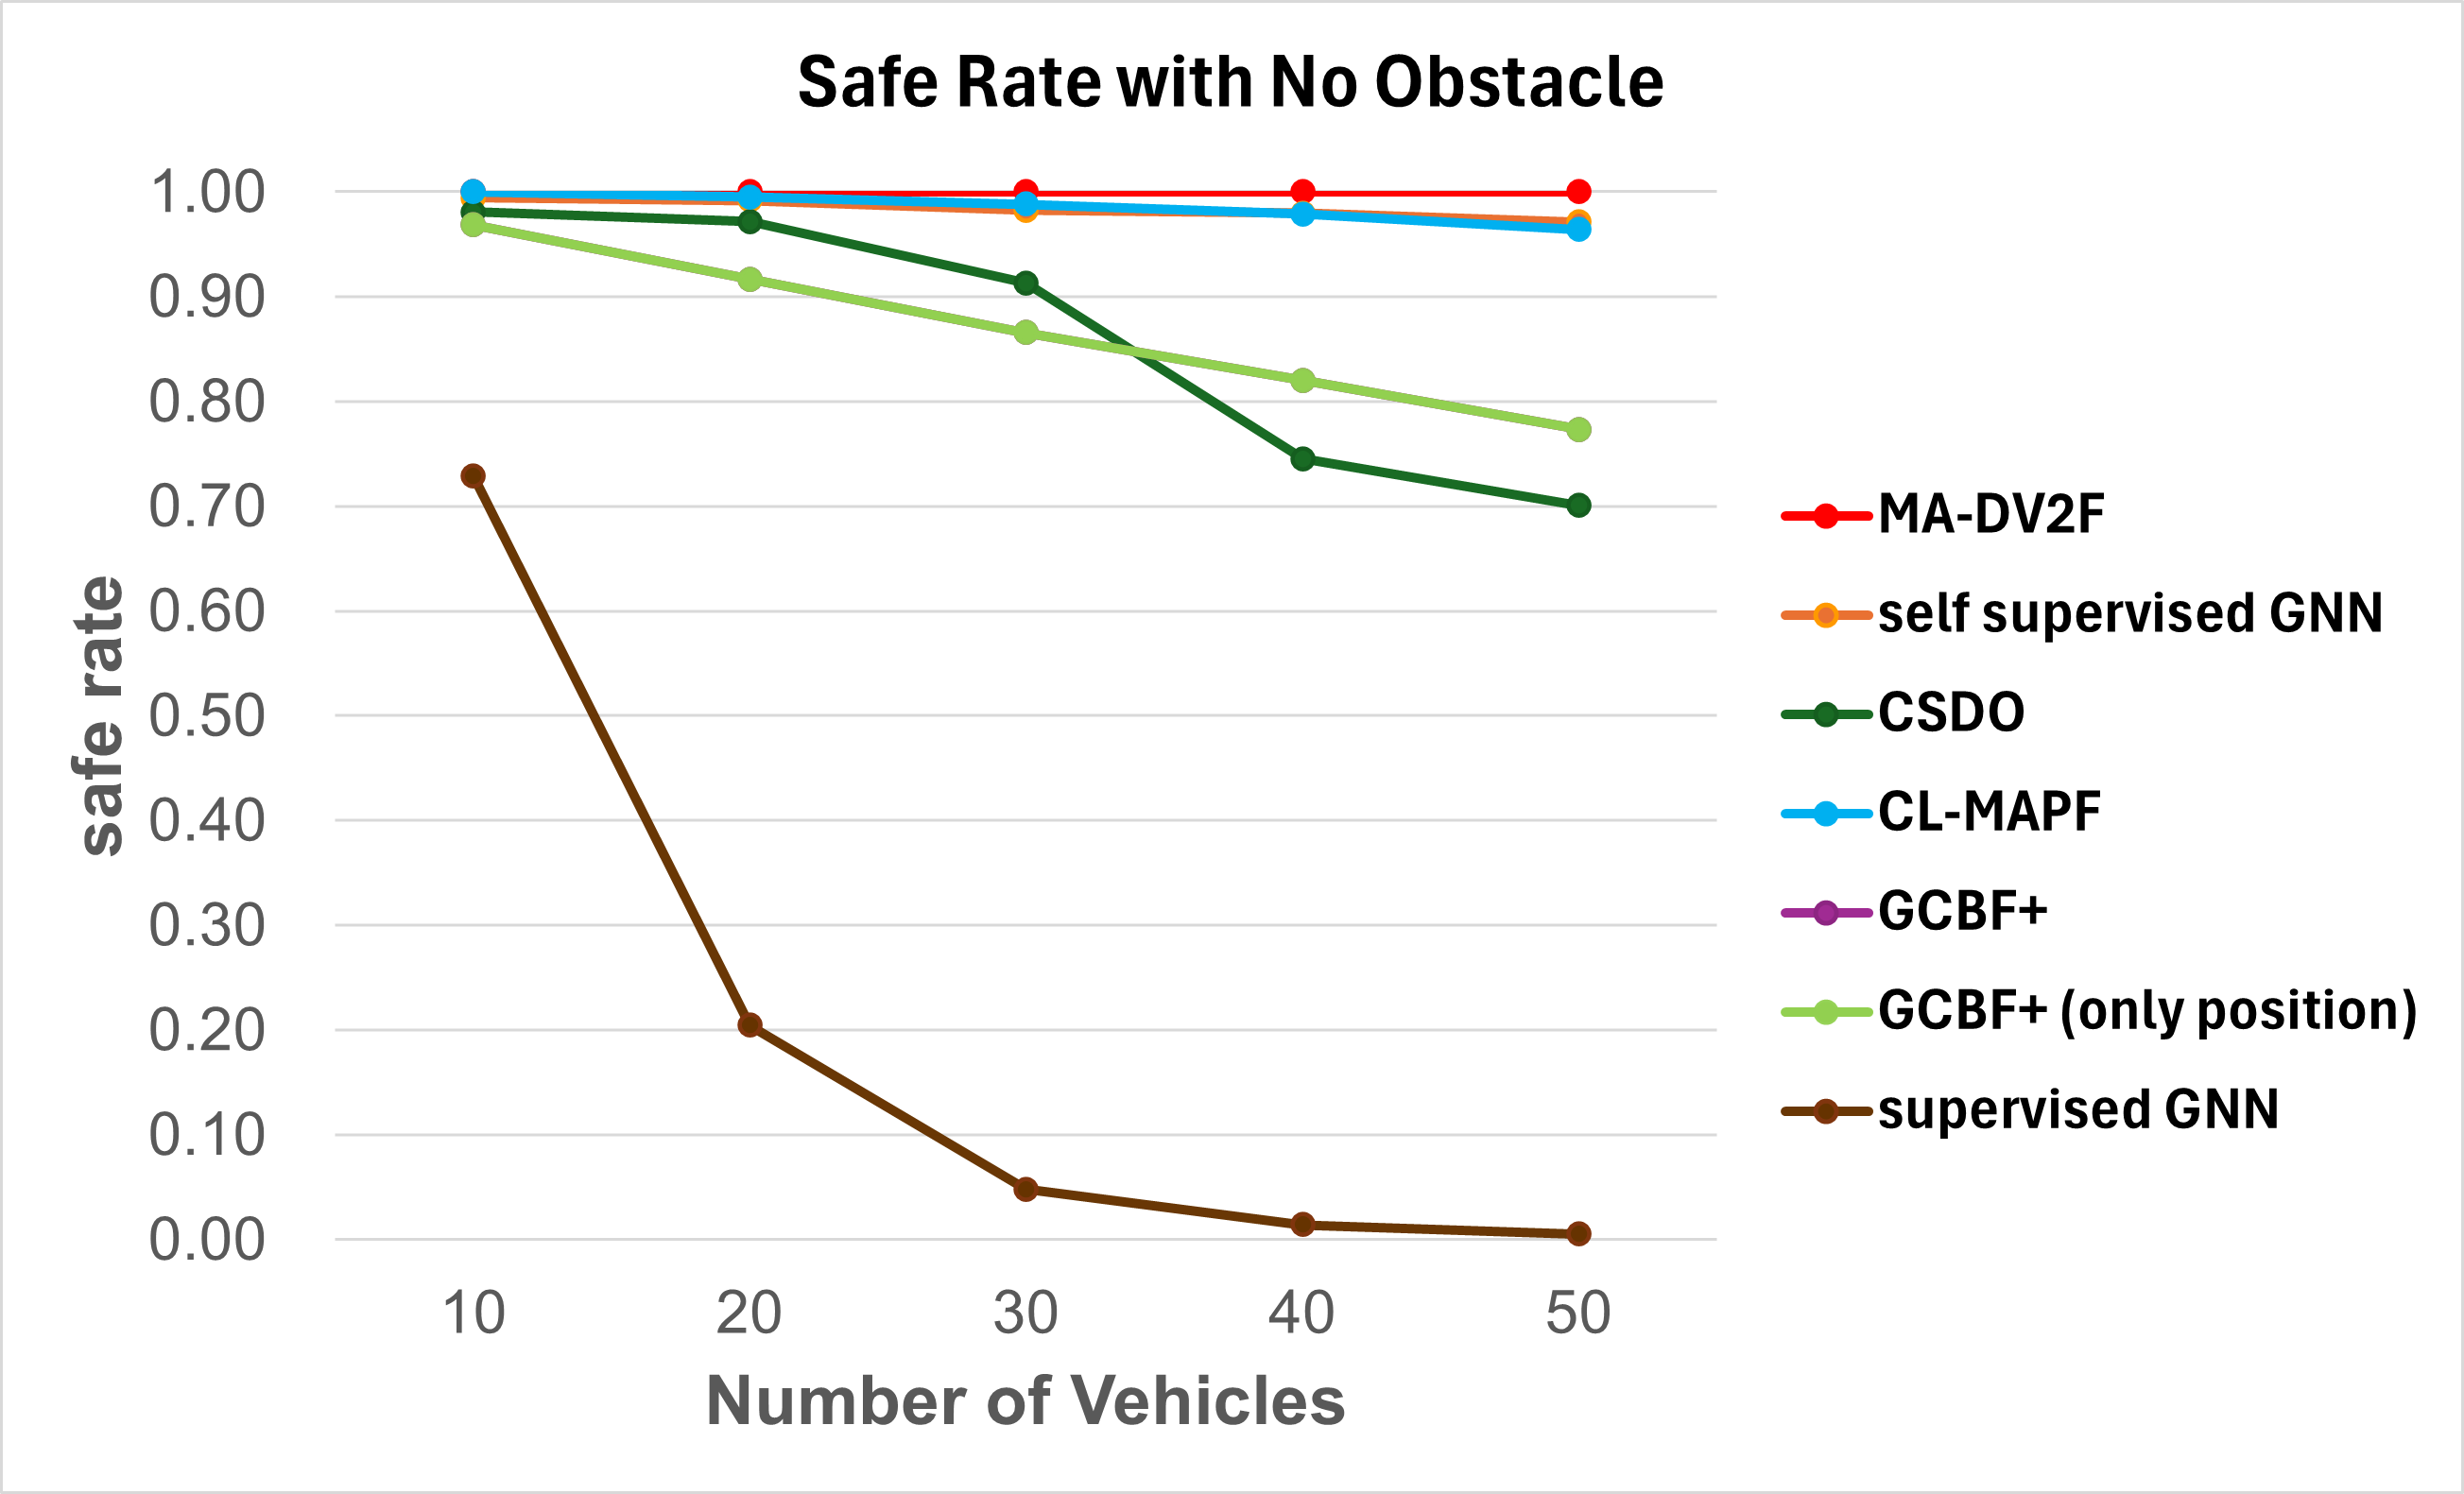 Safe Rate with No Obstacle
1.00
0.90
0.80
0.70
0.60
0.50
0.40
0.30
0.20
0.10
0.00
safe rate
10 20 30 40 50
Number of Vehicles
MA-DV2F
self supervised GNN
CSDO
CL-MAPF
GCBF+
GCBF+ (only position)
supervised GNN